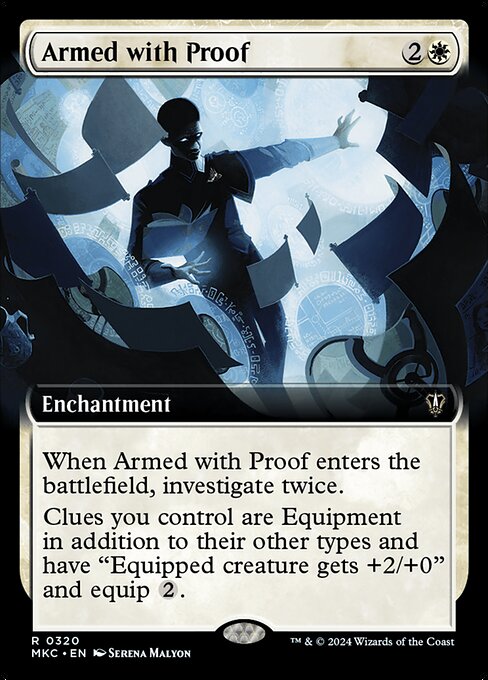 Armed with Proof 2
Enchantment
When Armed with Proof enters the
battlefield, investigate twice.
Clues you control are Equipment
in addition to their other types and
have “Equipped creature gets +2/+0”
and equip 2.
R 0320
MKC • EN Serena Malyon
™ & © 2024 Wizards of the Coast